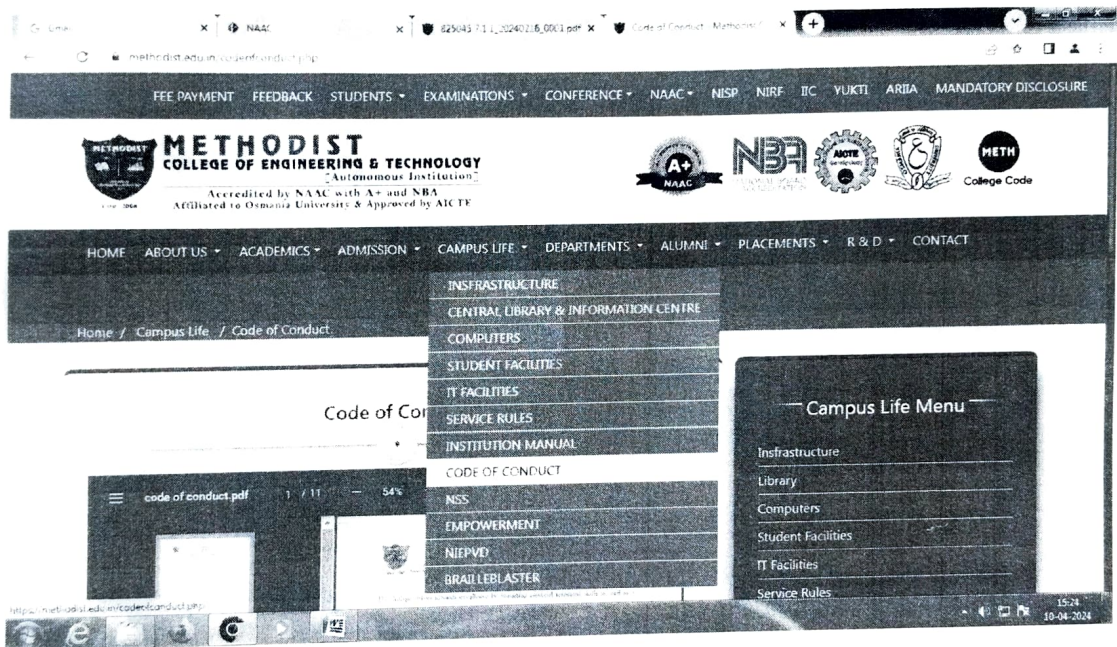 NAAC
825043 7.1.1_20240216_0001.pdf
Code of Conduct - Methodist
methodist.edu.in/codeofconduct.php
FEE PAYMENT FEEDBACK STUDENTS EXAMINATIONS CONFERENCE NAAC NISP NIRF IIC YUKTI ARIIA MANDATORY DISCLOSURE
METHODIST
METHODIST
COLLEGE OF ENGINEERING & TECHNOLOGY
[Autonomous Institution]
Accredited by NAAC with A+ and NBA
Affiliated to Osmania University & Approved by AICTE
A+
NAAC
NBA
AICTE
METH
College Code
HOME ABOUT US ACADEMICS ADMISSION CAMPUS LIFE DEPARTMENTS ALUMNI PLACEMENTS R & D CONTACT
INSFRASTRUCTURE
CENTRAL LIBRARY & INFORMATION CENTRE
COMPUTERS
STUDENT FACILITIES
IT FACILITIES
SERVICE RULES
INSTITUTION MANUAL
CODE OF CONDUCT
NSS
EMPOWERMENT
NIEPVD
BRAILLEBLASTER
Home / Campus Life / Code of Conduct
Code of Con
code of conduct.pdf 1 / 11 54%
Campus Life Menu
Insfrastructure
Library
Computers
Student Facilities
IT Facilities
Service Rules
https://methodist.edu.in/codeofconduct.php
15:24
10-04-2024